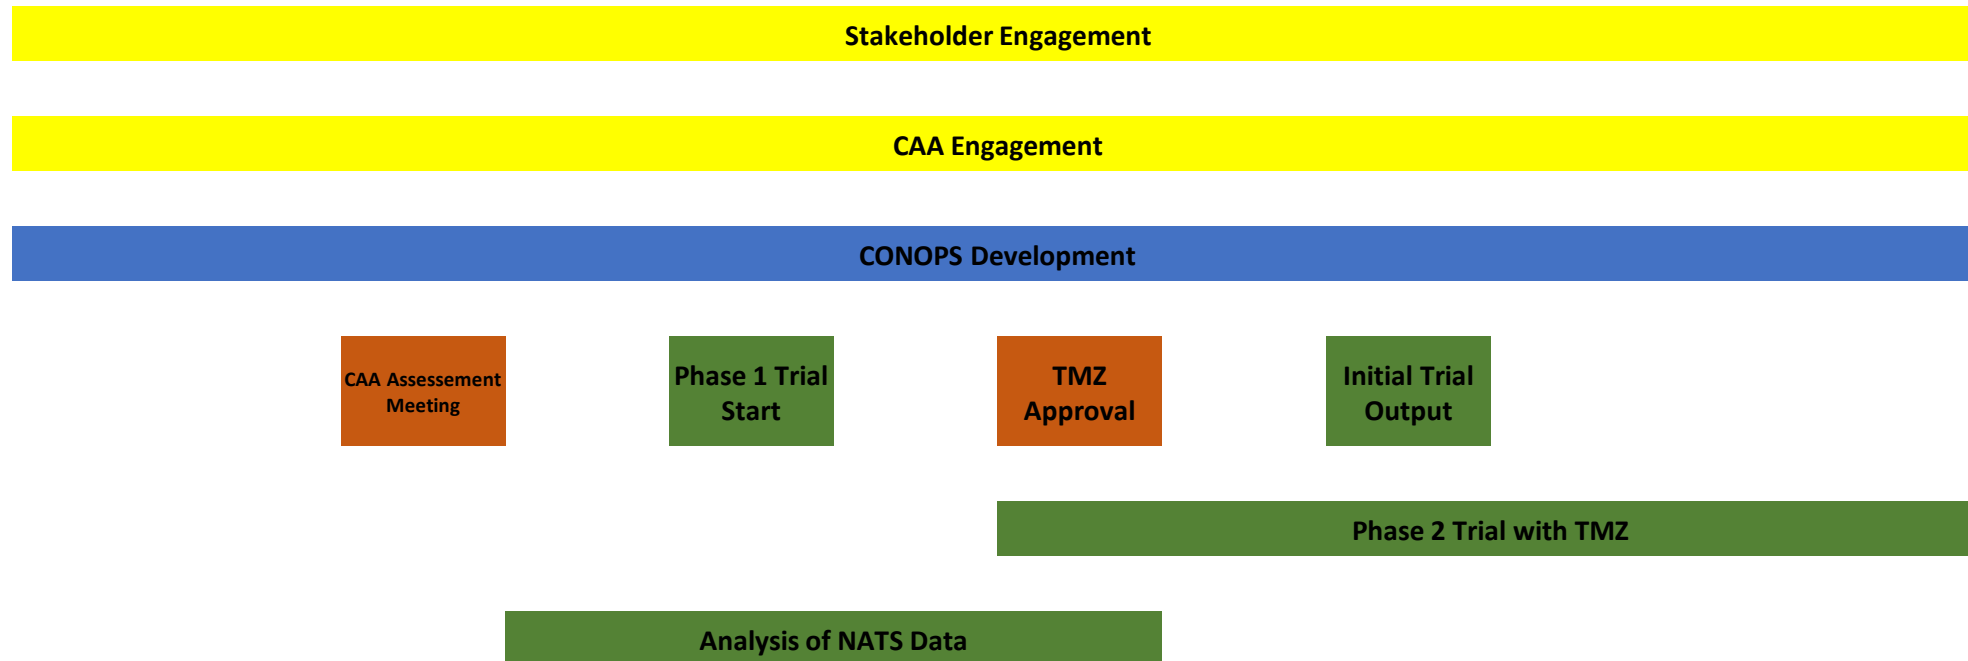 Stakeholder Engagement
CAA Engagement
CONOPS Development
CAA Assessement
Meeting
Phase 1 Trial
Start
TMZ
Approval
Initial Trial
Output
Phase 2 Trial with TMZ
Analysis of NATS Data